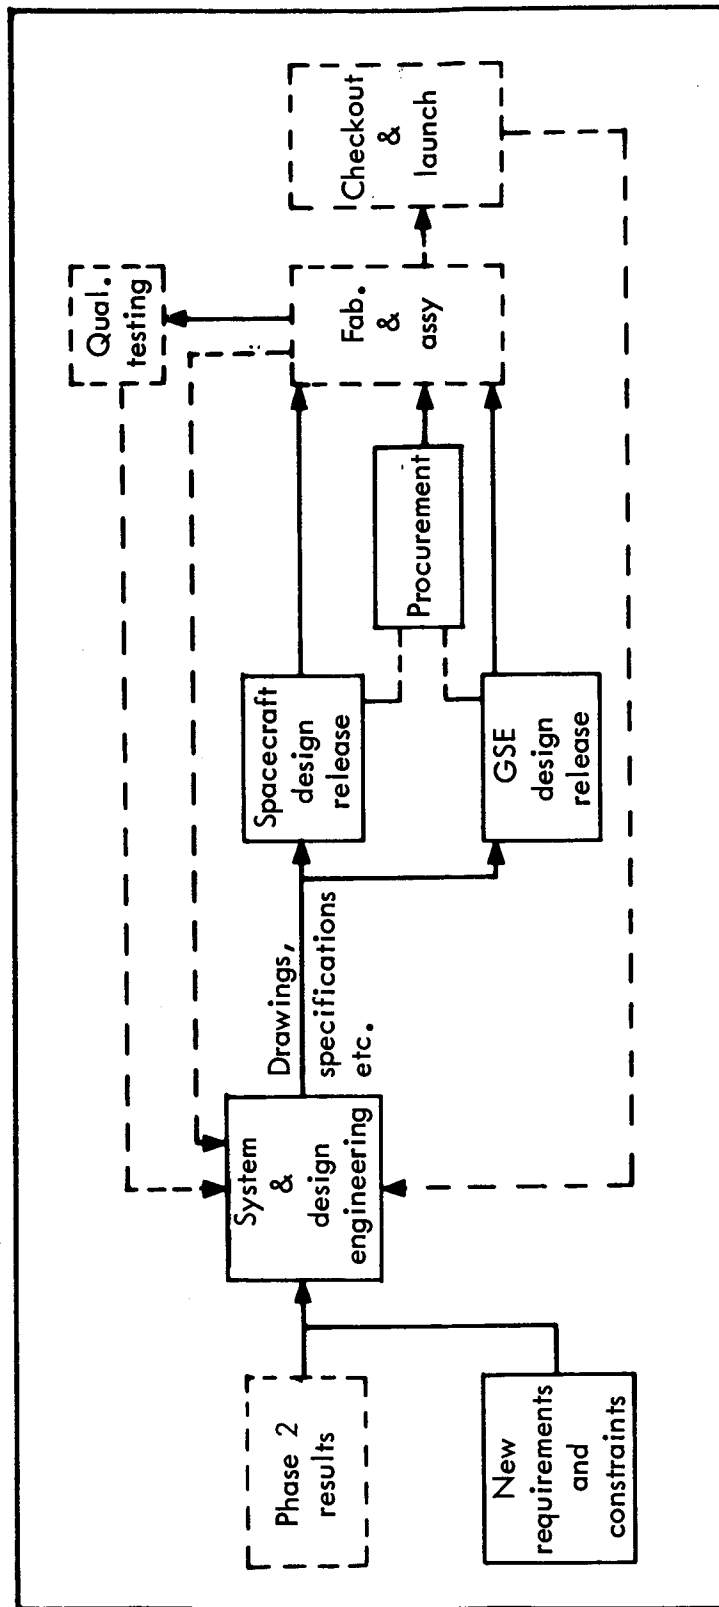 Phase 2
results
New
requirements
and
constraints
System
&
design
engineering
Drawings,
specifications
etc.
Spacecraft
design
release
GSE
design
release
Procurement
Qual.
testing
Fab.
&
assy
Checkout
&
launch